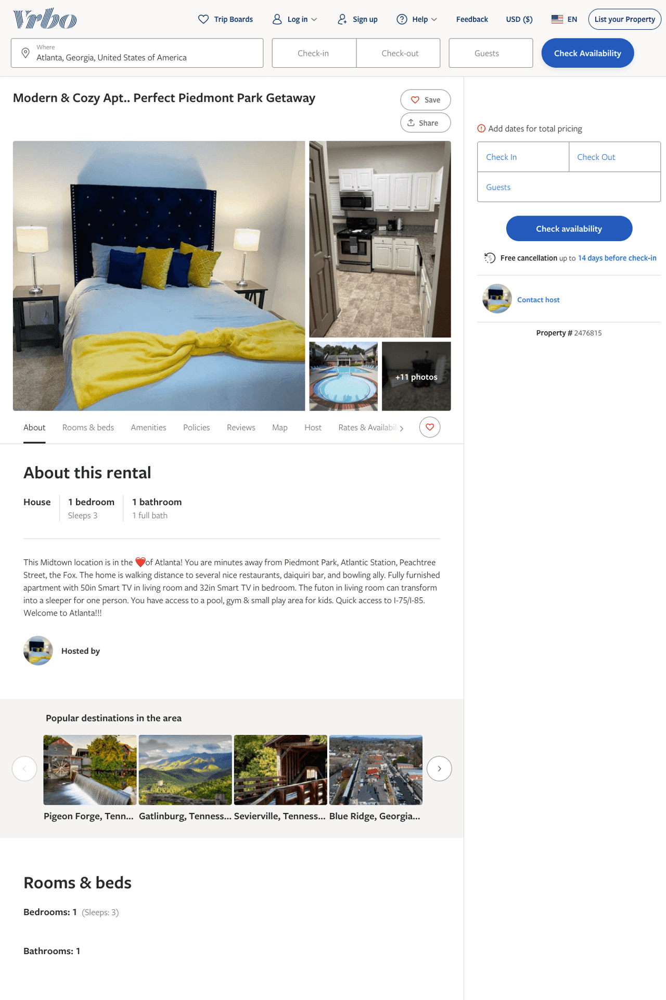 Vrbo
Trip Boards
Log in
Sign up
Help
Feedback
USD ($)
EN
List your Property
Where
Atlanta, Georgia, United States of America
Check-in
Check-out
Guests
Check Availability
Modern & Cozy Apt.. Perfect Piedmont Park Getaway
Save
Share
+11 photos
Add dates for total pricing
Check In
Check Out
Guests
Check availability
Free cancellation up to 14 days before check-in
Contact host
Property # 2476815
About
Rooms & beds
Amenities
Policies
Reviews
Map
Host
Rates & Availabili
About this rental
House
1 bedroom
Sleeps 3
1 bathroom
1 full bath
This Midtown location is in the ❤️of Atlanta! You are minutes away from Piedmont Park, Atlantic Station, Peachtree
Street, the Fox. The home is walking distance to several nice restaurants, daiquiri bar, and bowling ally. Fully furnished
apartment with 50in Smart TV in living room and 32in Smart TV in bedroom. The futon in living room can transform
into a sleeper for one person. You have access to a pool, gym & small play area for kids. Quick access to I-75/I-85.
Welcome to Atlanta!!!
Hosted by
Popular destinations in the area
Pigeon Forge, Tenn...
Gatlinburg, Tenness...
Sevierville, Tenness...
Blue Ridge, Georgia...
Rooms & beds
Bedrooms: 1 (Sleeps: 3)
Bathrooms: 1